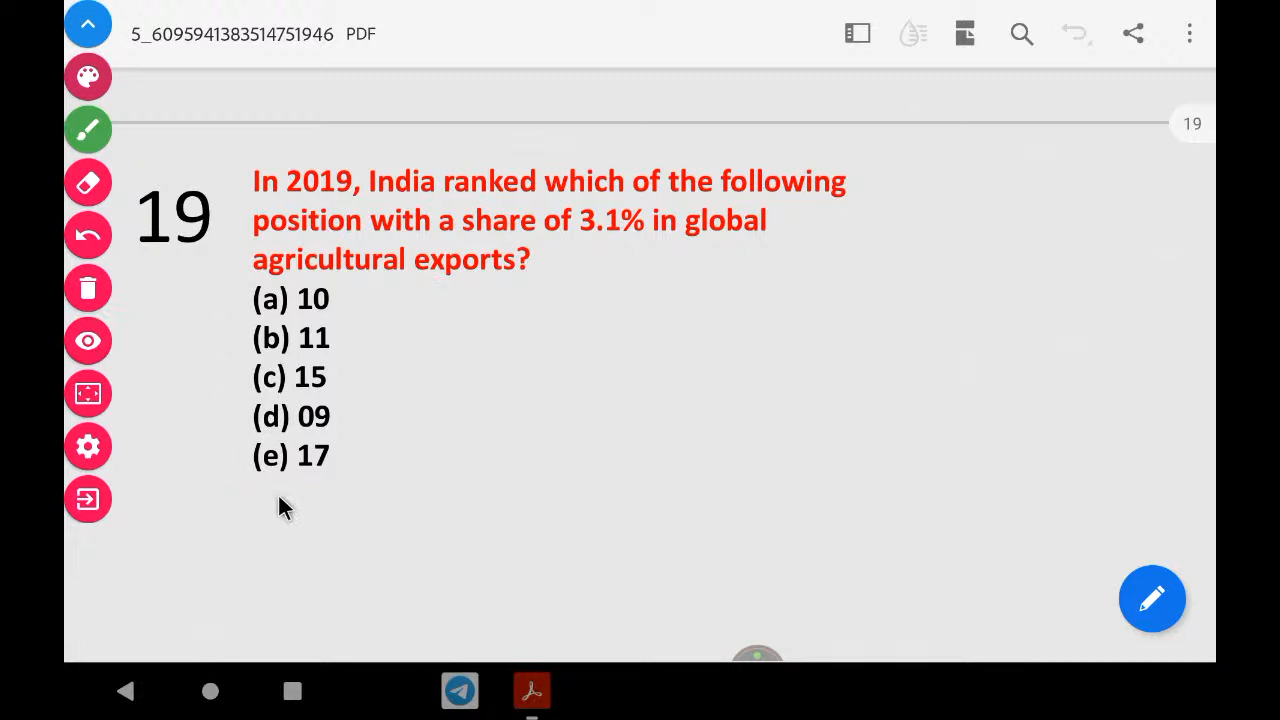 5_6095941383514751946 PDF
19
19
In 2019, India ranked which of the following
position with a share of 3.1% in global
agricultural exports?
(a) 10
(b) 11
(c) 15
(d) 09
(e) 17